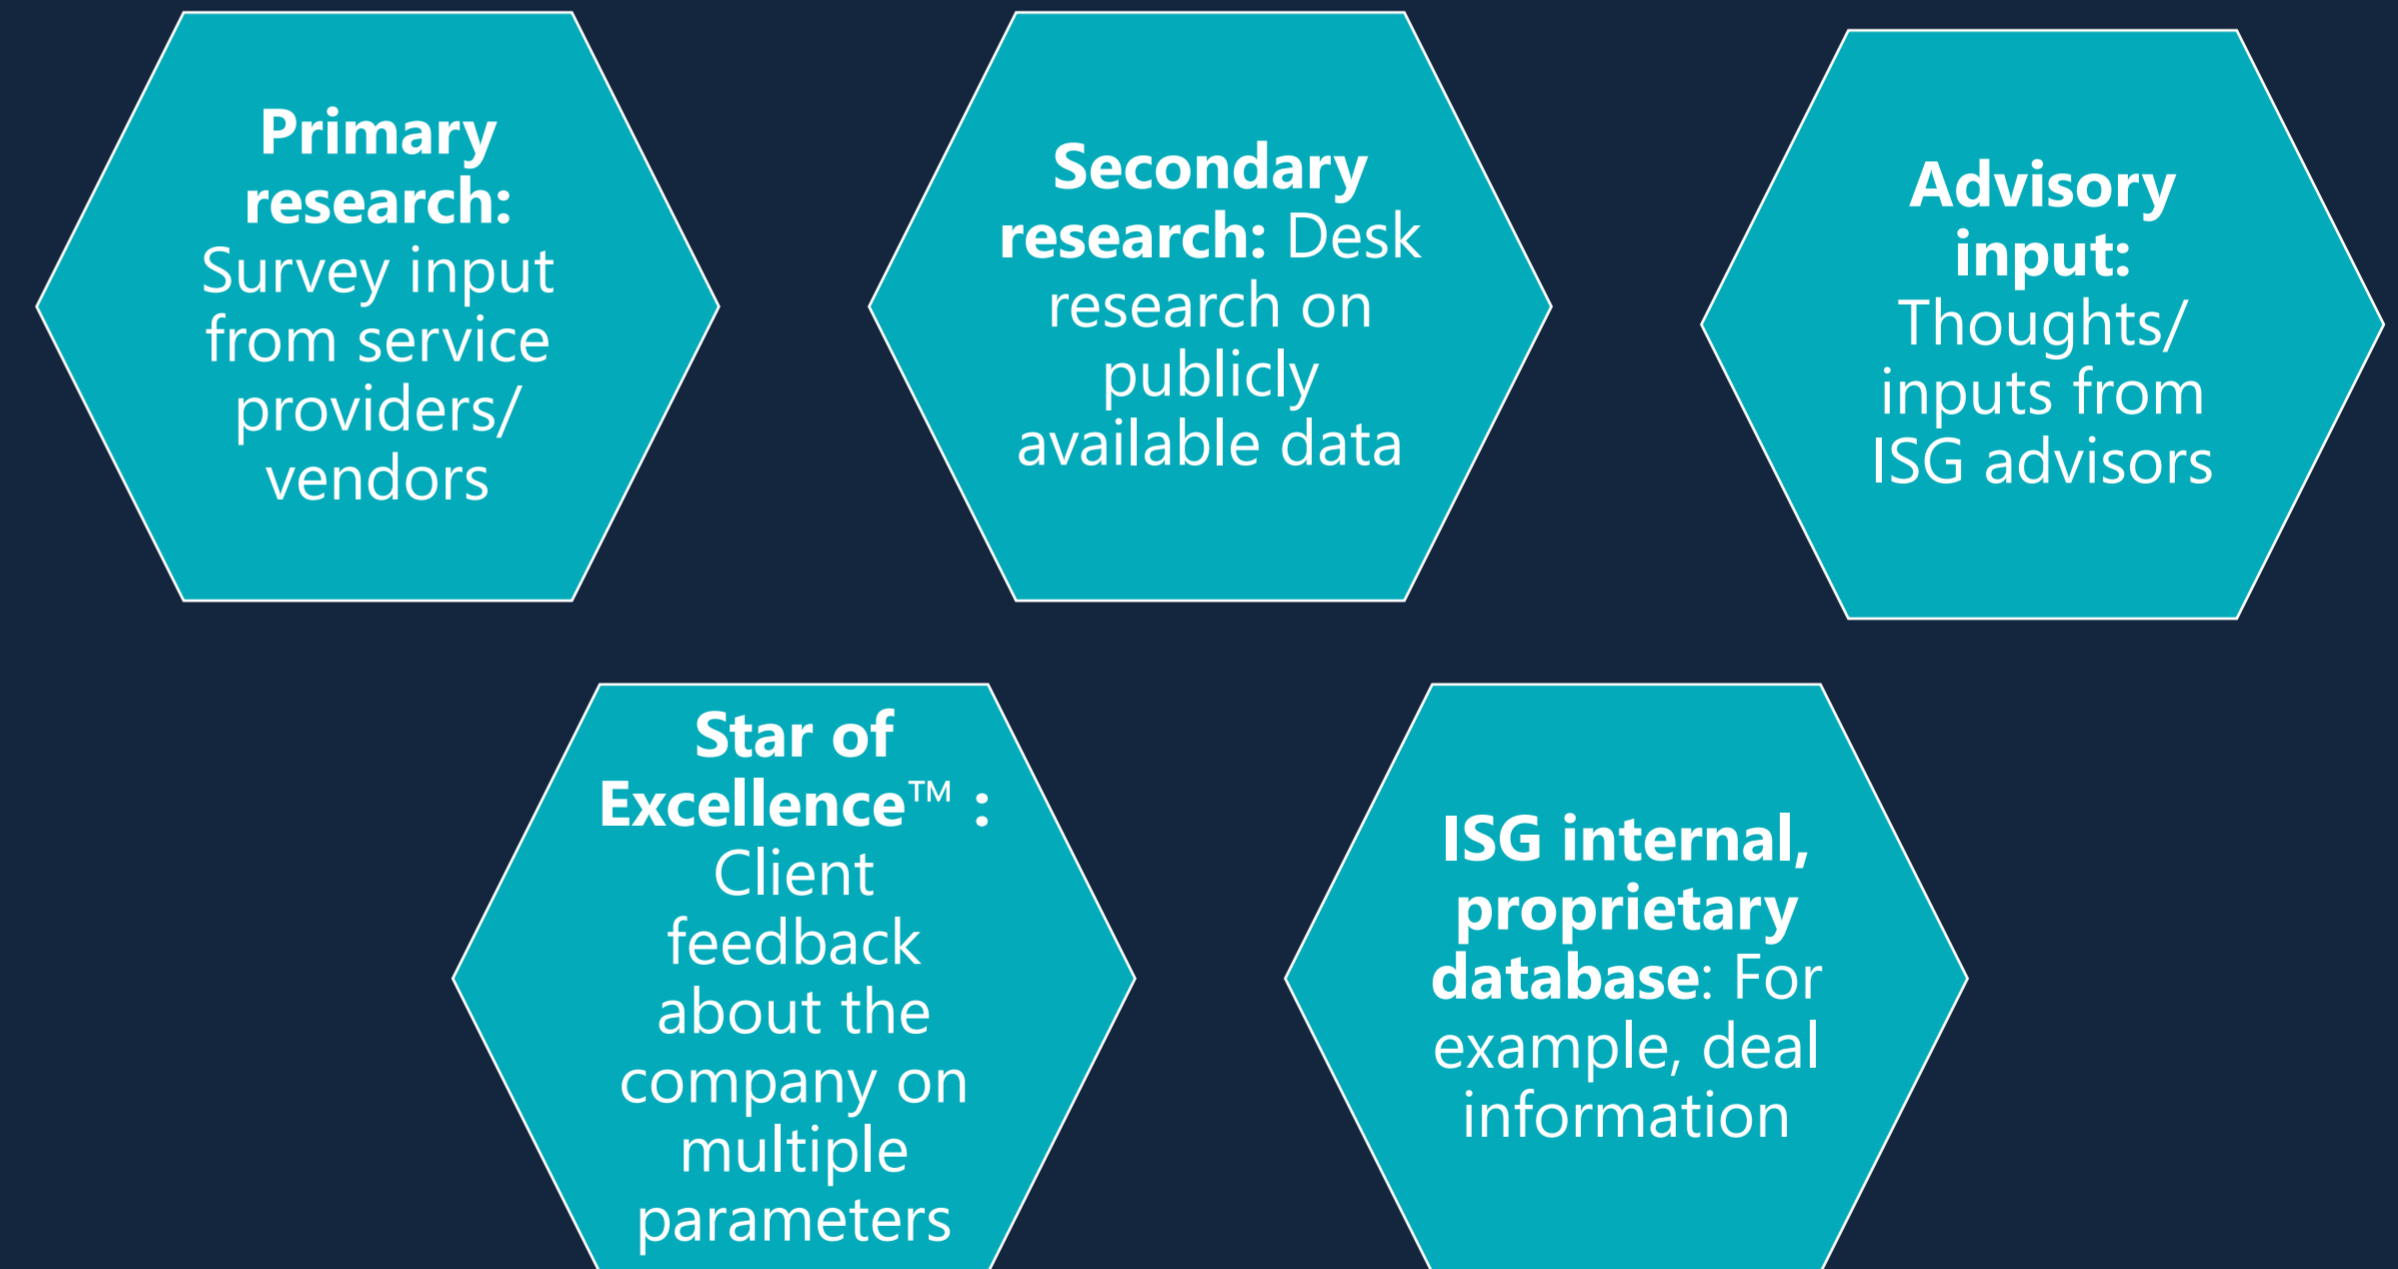 Primary
research:
Survey input
from service
providers/
vendors
Secondary
research: Desk
research on
publicly
available data
Advisory
input:
Thoughts/
inputs from
ISG advisors
Star of
Excellence™ :
Client
feedback
about the
company on
multiple
parameters
ISG internal,
proprietary
database: For
example, deal
information